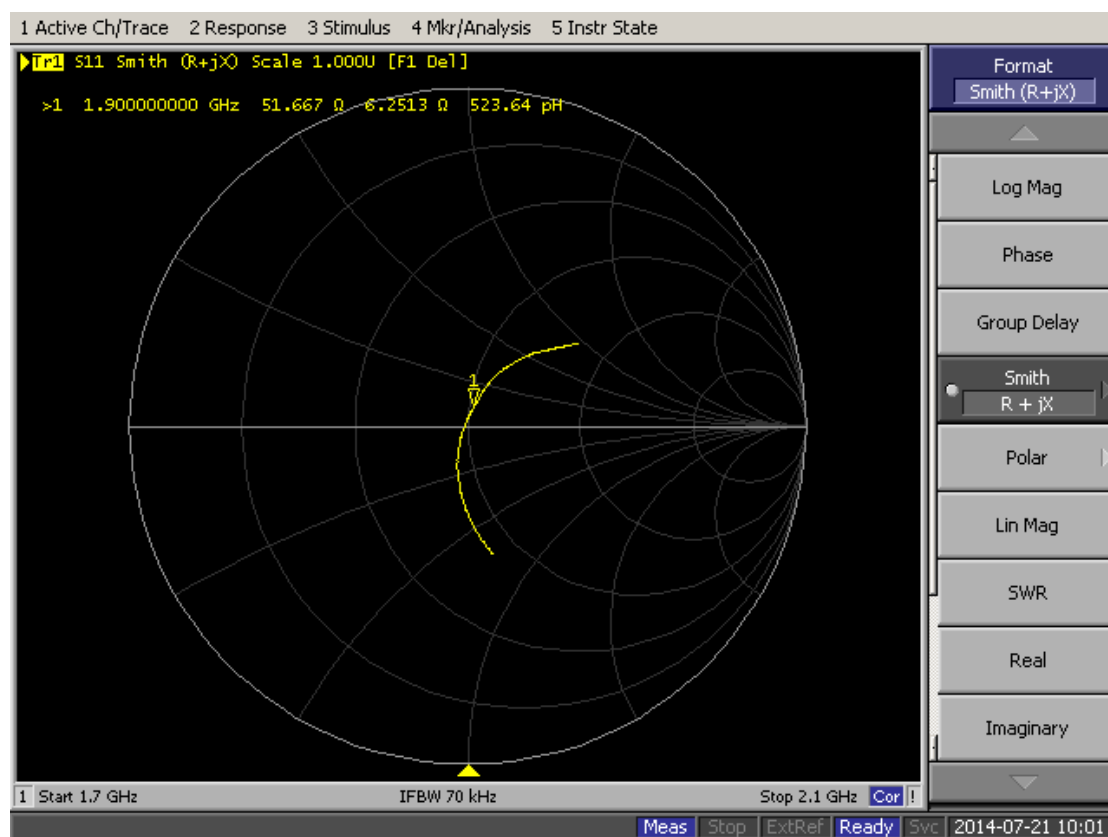 1 Active Ch/Trace 2 Response 3 Stimulus 4 Mkr/Analysis 5 Instr State
Tr1 S11 Smith (R+jX) Scale 1.000U [F1 Del]
>1 1.900000000 GHz 51.667 Ω 6.2513 Ω 523.64 pH
1
Format
Smith (R+jX)
Log Mag
Phase
Group Delay
Smith
R + jX
Polar
Lin Mag
SWR
Real
Imaginary
1 Start 1.7 GHz IFBW 70 kHz Stop 2.1 GHz Cor !
Meas Stop ExtRef Ready Svc 2014-07-21 10:01